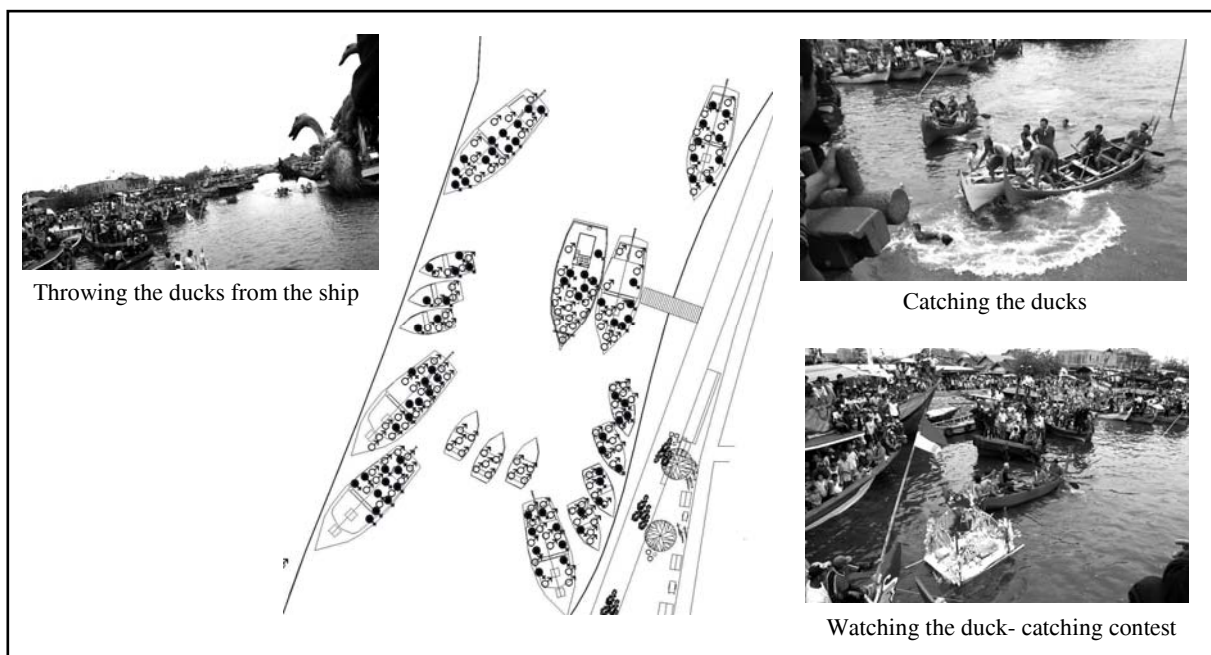 Throwing the ducks from the ship
Catching the ducks
Watching the duck- catching contest